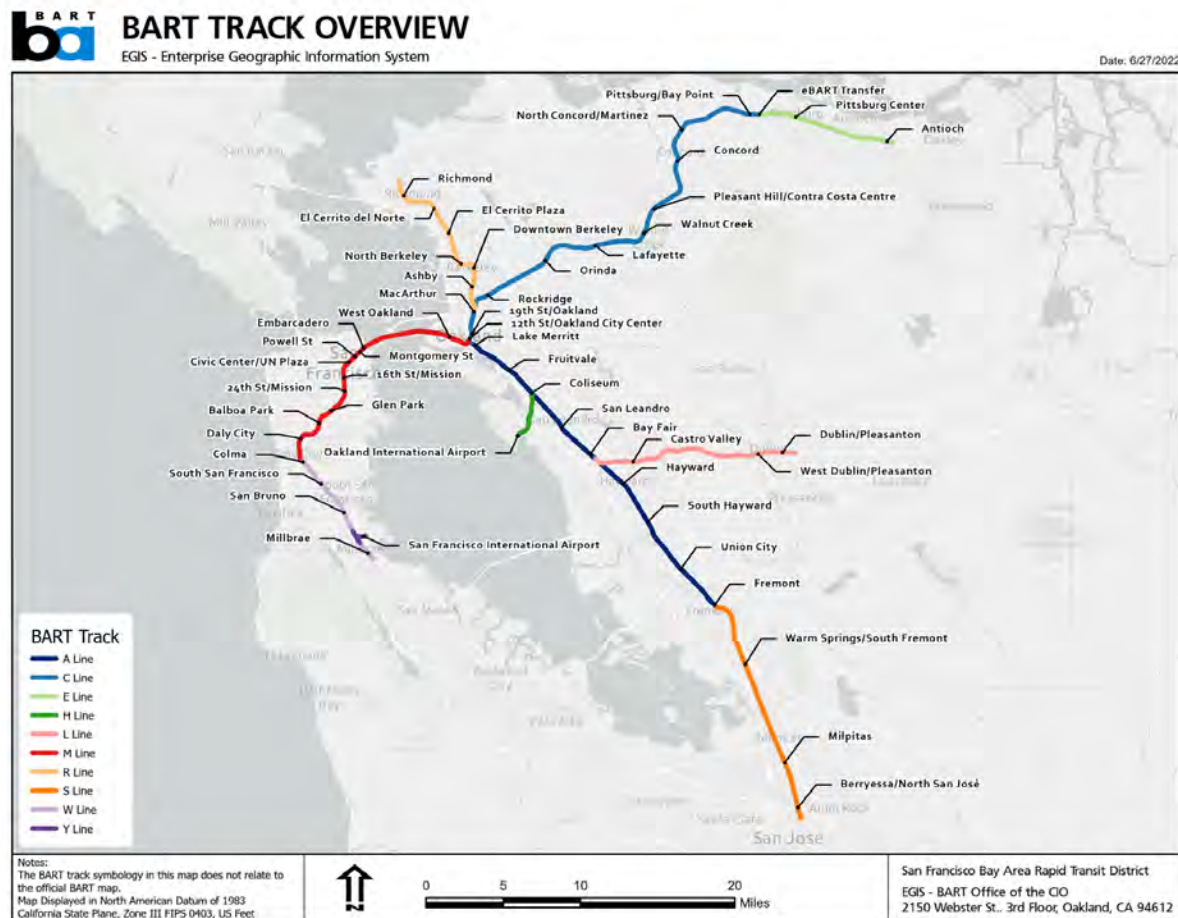 BART
ba
BART TRACK OVERVIEW
EGIS - Enterprise Geographic Information System
Date: 6/27/2022
Pittsburg/Bay Point
eBART Transfer
Pittsburg Center
North Concord/Martinez
Antioch
Concord
Richmond
Pleasant Hill/Contra Costa Centre
El Cerrito del Norte
El Cerrito Plaza
Downtown Berkeley
Walnut Creek
North Berkeley
Lafayette
Orinda
Ashby
MacArthur
Rockridge
West Oakland
19th St/Oakland
Embarcadero
12th St/Oakland City Center
Powell St
Lake Merritt
Montgomery St
Civic Center/UN Plaza
Fruitvale
16th St/Mission
24th St/Mission
Coliseum
Glen Park
Balboa Park
San Leandro
Bay Fair
Daly City
Castro Valley
Dublin/Pleasanton
Colma
Oakland International Airport
Hayward
West Dublin/Pleasanton
South San Francisco
San Bruno
South Hayward
Millbrae
San Francisco International Airport
Union City
Fremont
Warm Springs/South Fremont
Milpitas
Berryessa/North San José
San Jose
BART Track
A Line
C Line
E Line
H Line
L Line
M Line
R Line
S Line
W Line
Y Line
Notes:
The BART track symbology in this map does not relate to
the official BART map.
Map Displayed in North American Datum of 1983
California State Plane, Zone III FIPS 0403, US Feet
N
0 5 10 20
Miles
San Francisco Bay Area Rapid Transit District
EGIS - BART Office of the CIO
2150 Webster St.. 3rd Floor, Oakland, CA 94612